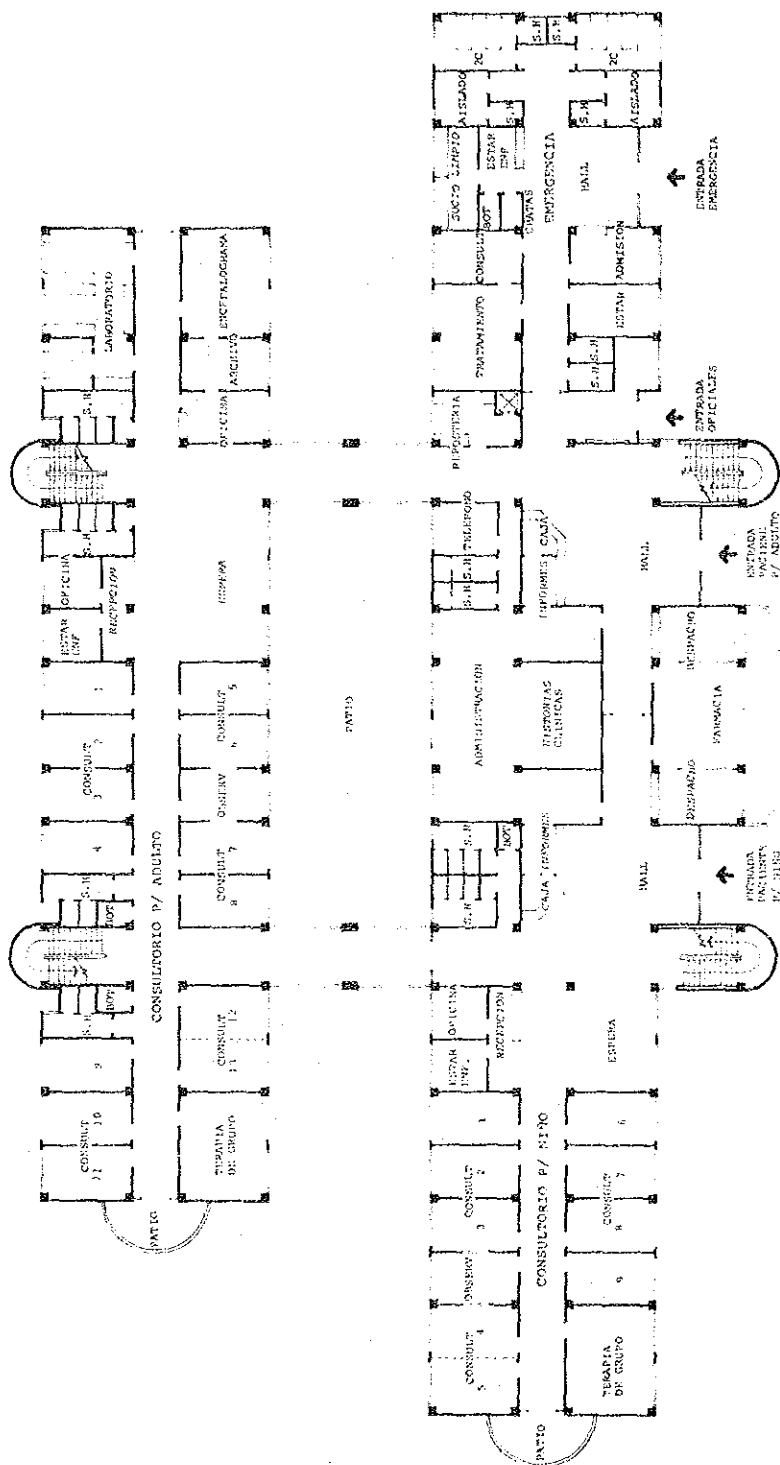 LABORATORIO
S.H
ENCEFALOGRAMA
ARCHIVO
OFICINA
S.H
OFICINA
RECEPCION
ESTAR
ENF
ESPERA
1
2
CONSULT
3
4
5
CONSULT
6
OBSERV
7
CONSULT
8
S.H
BOT
CONSULTORIO P/ ADULTO
S.H
BOT
9
10
CONSULT
11
12
CONSULT
13
TERAPIA
DE GRUPO
PATIO
PATIO
S.H
S.H
2C
2C
AISLADO
S.H
S.H
AISLADO
SUCIO LIMPIO
ESTAR
ENF
BOT
EMERGENCIA
HALL
ENTRADA
EMERGENCIA
CONSULT
TRATAMIENTO
ADMISION
ESTAR
S.H
S.H
REPOSTERIA
ENTRADA
OFICIALES
TELEFONO
S.H
S.H
INFORMES
CAJA
HALL
ENTRADA
PACIENTE
P/ ADULTO
ADMINISTRACION
HISTORIAS
CLINICAS
DESPACHO
FARMACIA
DESPACHO
S.H
S.H
BOT
CAJA
INFORMES
HALL
ENTRADA
PACIENTE
P/ NIÑO
OFICINA
ESTAR
ENF.
RECEPCION
ESPERA
1
2
CONSULT
3
OBSERV
4
CONSULT
5
CONSULTORIO P/ NIÑO
6
7
CONSULT
8
9
TERAPIA
DE GRUPO
PATIO